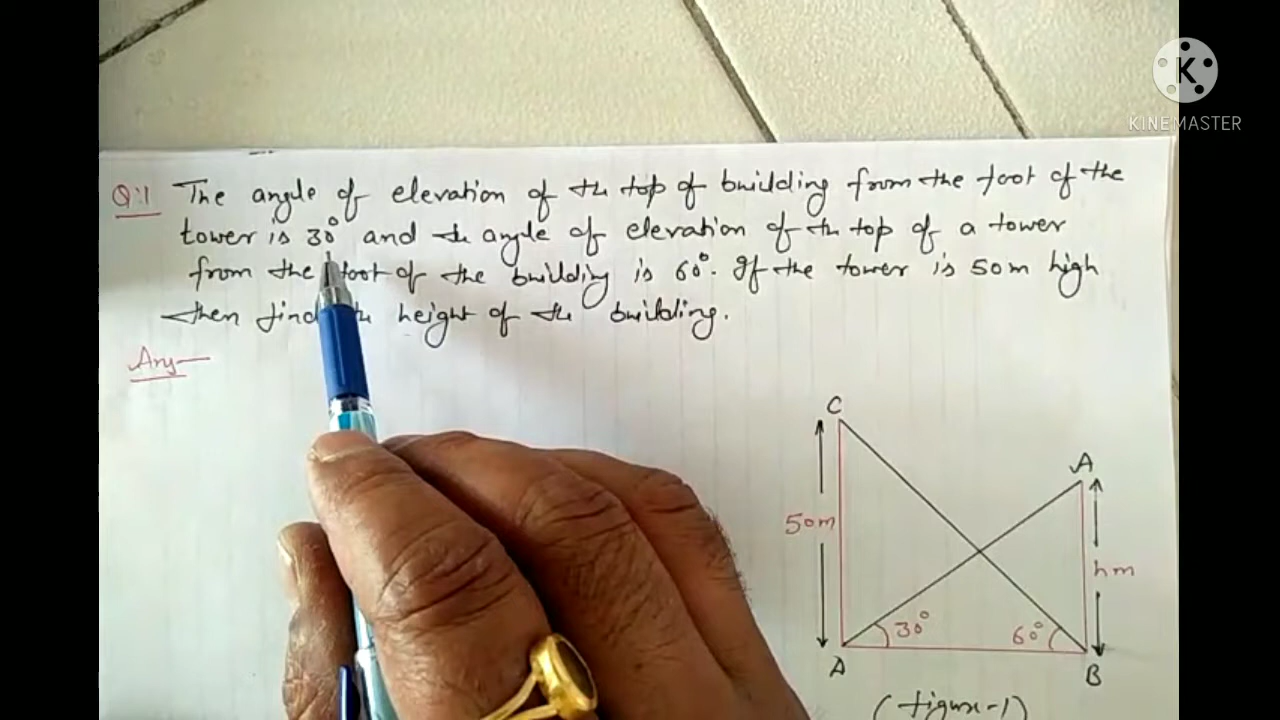 K
KINEMASTER
Q:1 The angle of elevation of the top of building from the foot of the
tower is 30° and the angle of elevation of the top of a tower
from the foot of the building is 60°. If the tower is 50m high
then find the height of the building.
Ans
C
A
50m
hm
30°
60°
A
B
(figure-1)